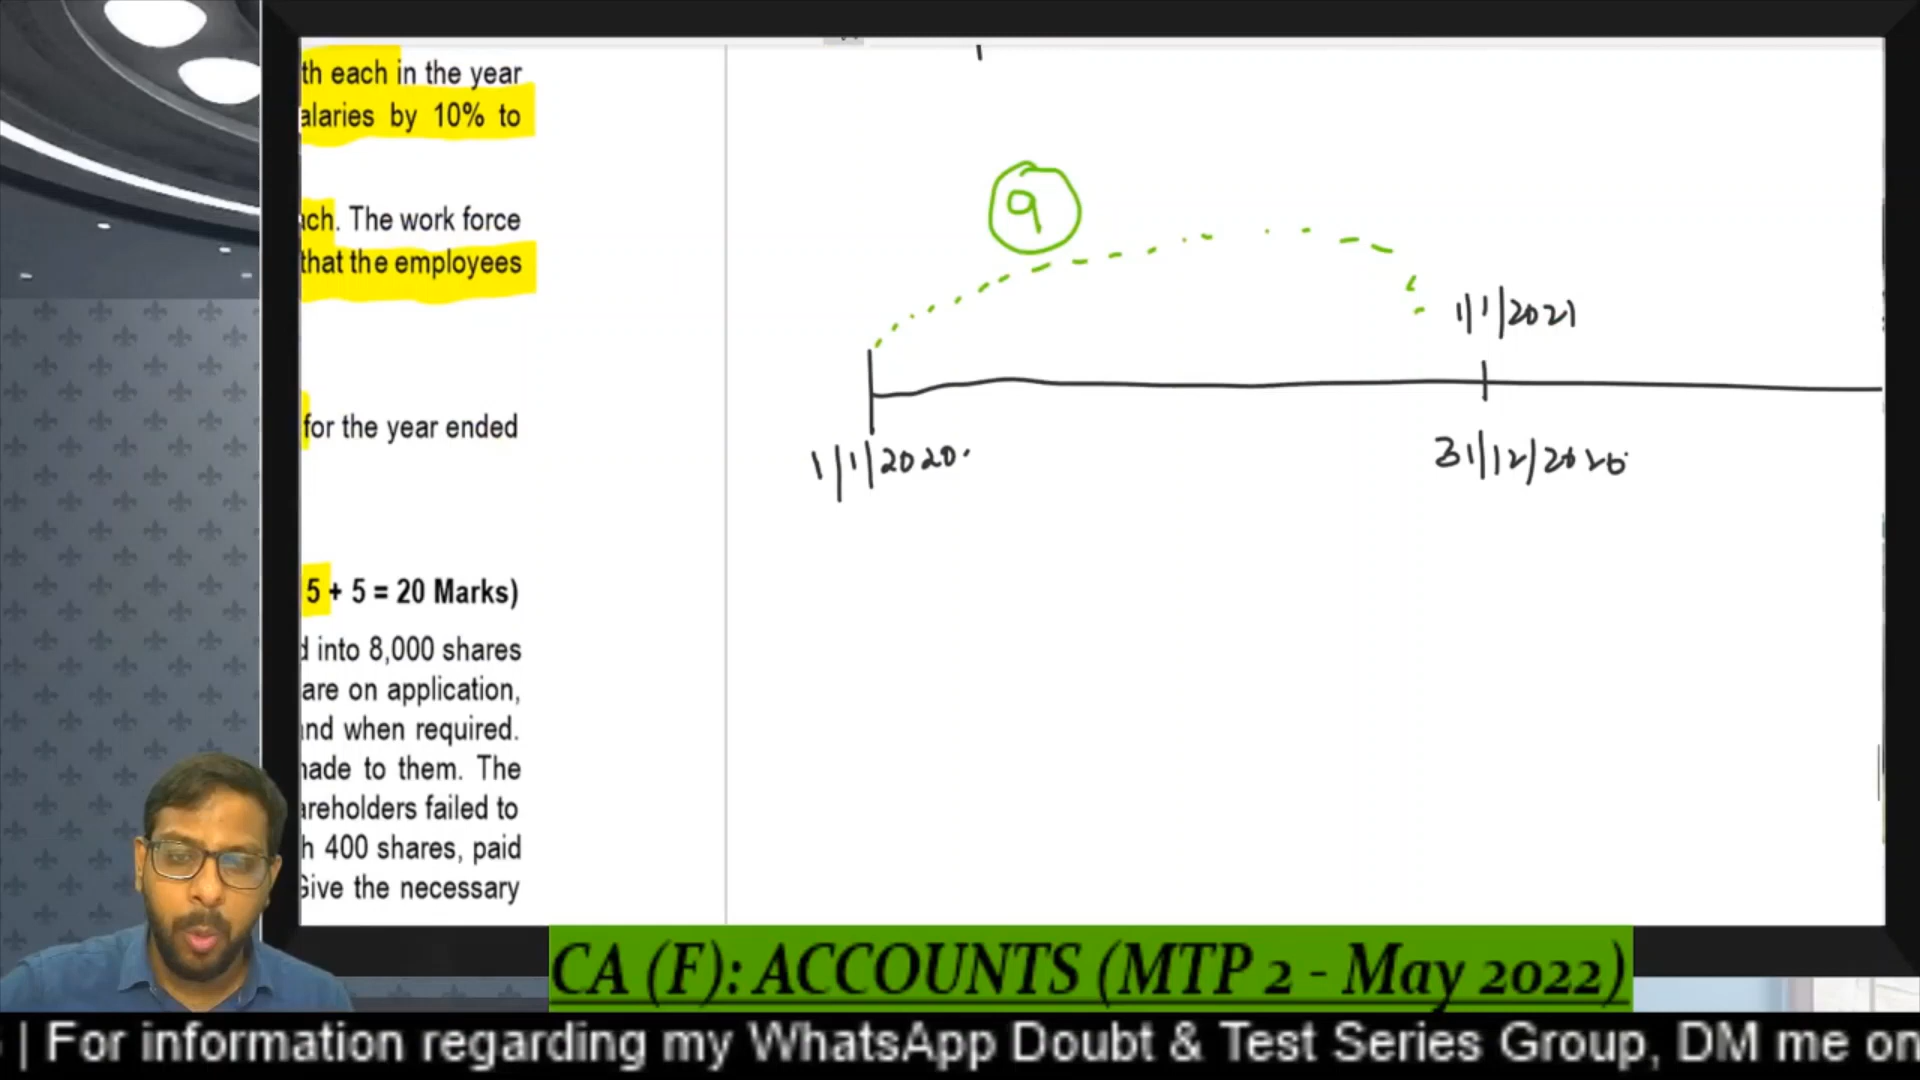 th each in the year
alaries by 10% to
ach. The work force
that the employees
for the year ended
5 + 5 = 20 Marks)
d into 8,000 shares
are on application,
and when required.
nade to them. The
areholders failed to
h 400 shares, paid
Give the necessary
9
1/1/2021
1/1/2020.
31/12/2020
CA (F): ACCOUNTS (MTP 2 - May 2022)
| For information regarding my WhatsApp Doubt & Test Series Group, DM me on